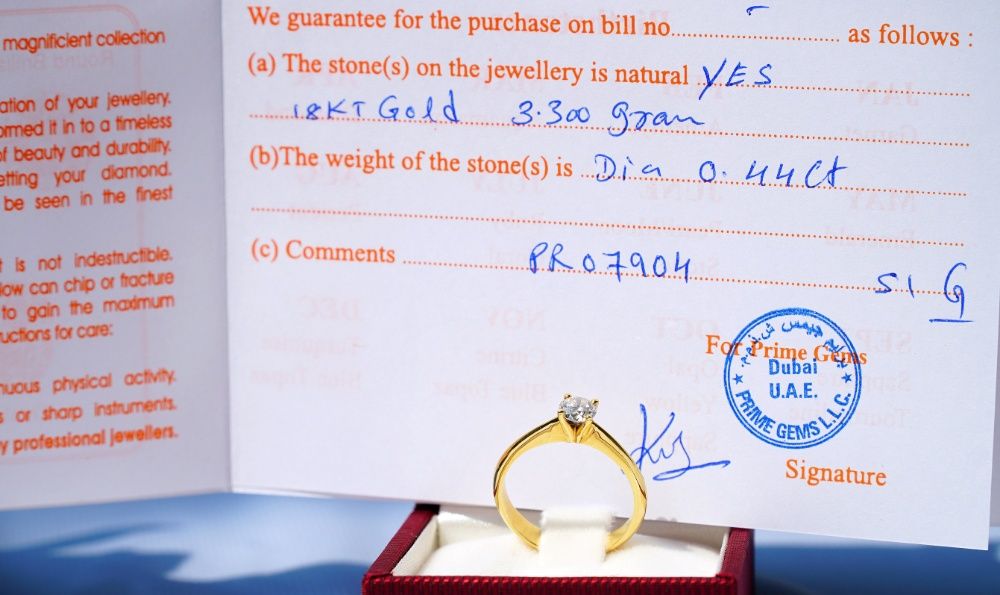 magnificient collection
ation of your jewellery.
ormed it in to a timeless
of beauty and durability.
etting your diamond.
be seen in the finest
t is not indestructible.
low can chip or fracture
to gain the maximum
uctions for care:
nuous physical activity.
s or sharp instruments.
y professional jewellers.
We guarantee for the purchase on bill no.................................. as follows :
(a) The stone(s) on the jewellery is natural YES
18KT Gold 3.300 gram
(b)The weight of the stone(s) is Dia 0.44 Ct
(c) Comments PR07904 SI G
For Prime Gems
Dubai
U.A.E.
PRIME GEMS L.L.C.
Signature